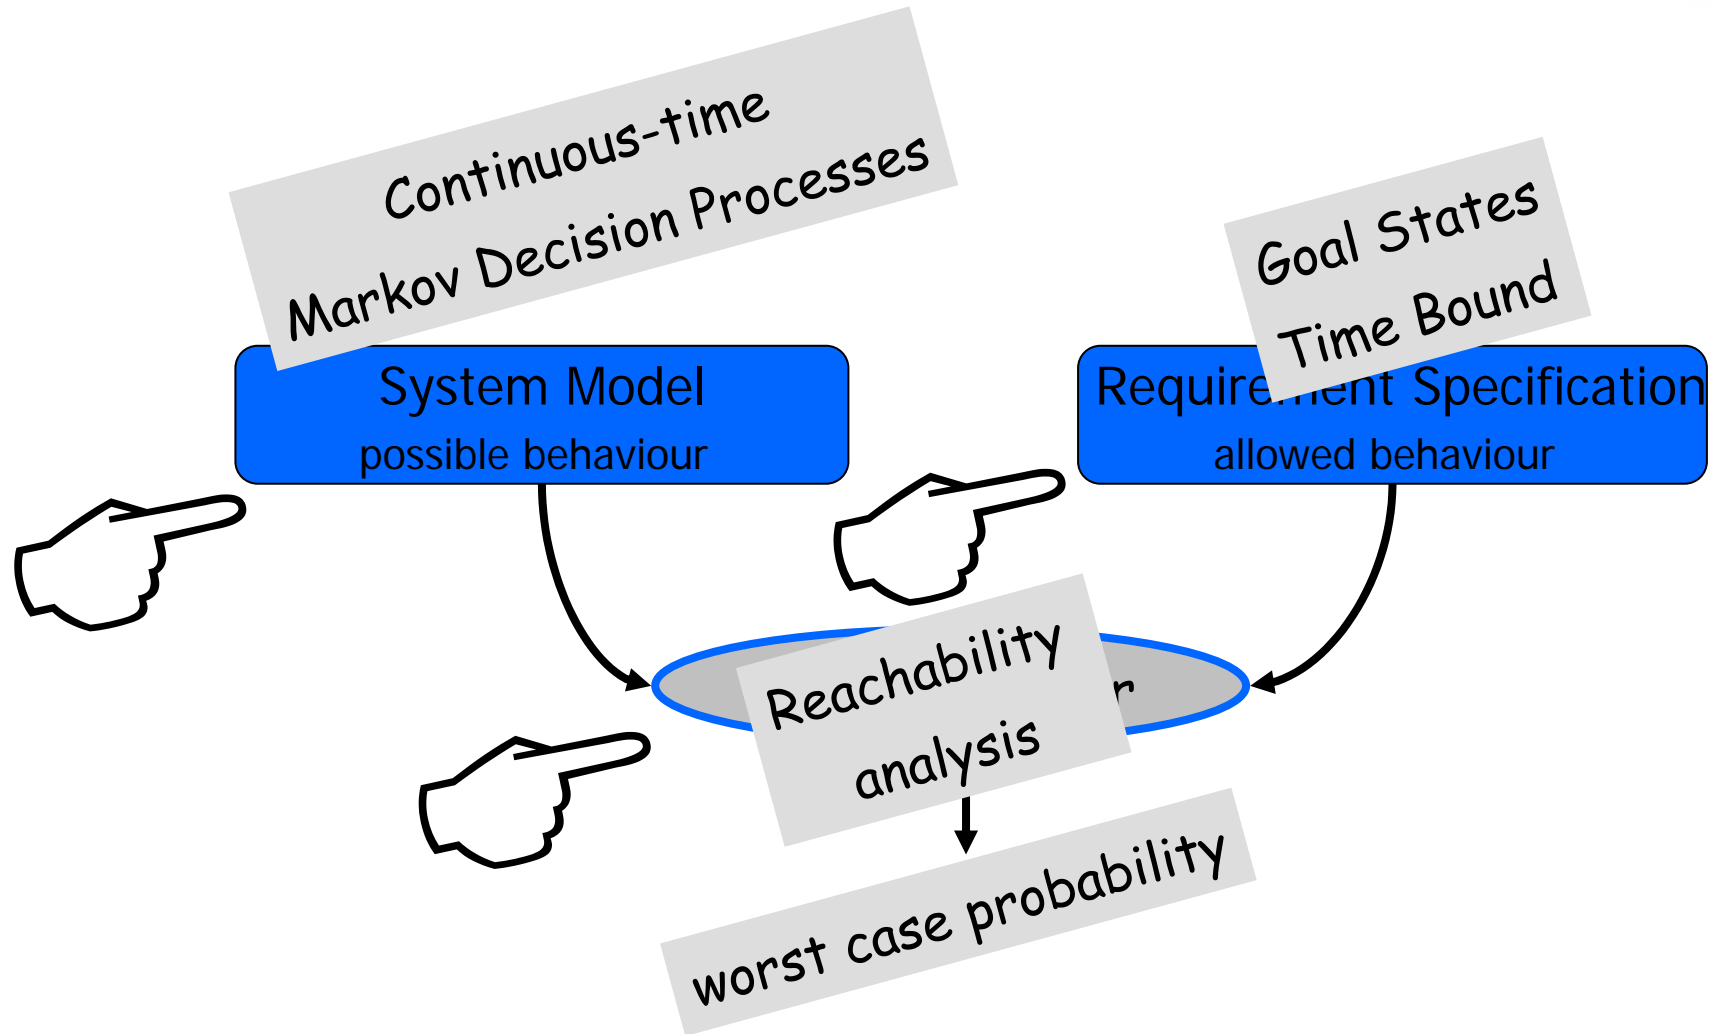 Continuous-time
Markov Decision Processes
Goal States
Time Bound
System Model
possible behaviour
Requirement Specification
allowed behaviour
Reachability
analysis
worst case probability